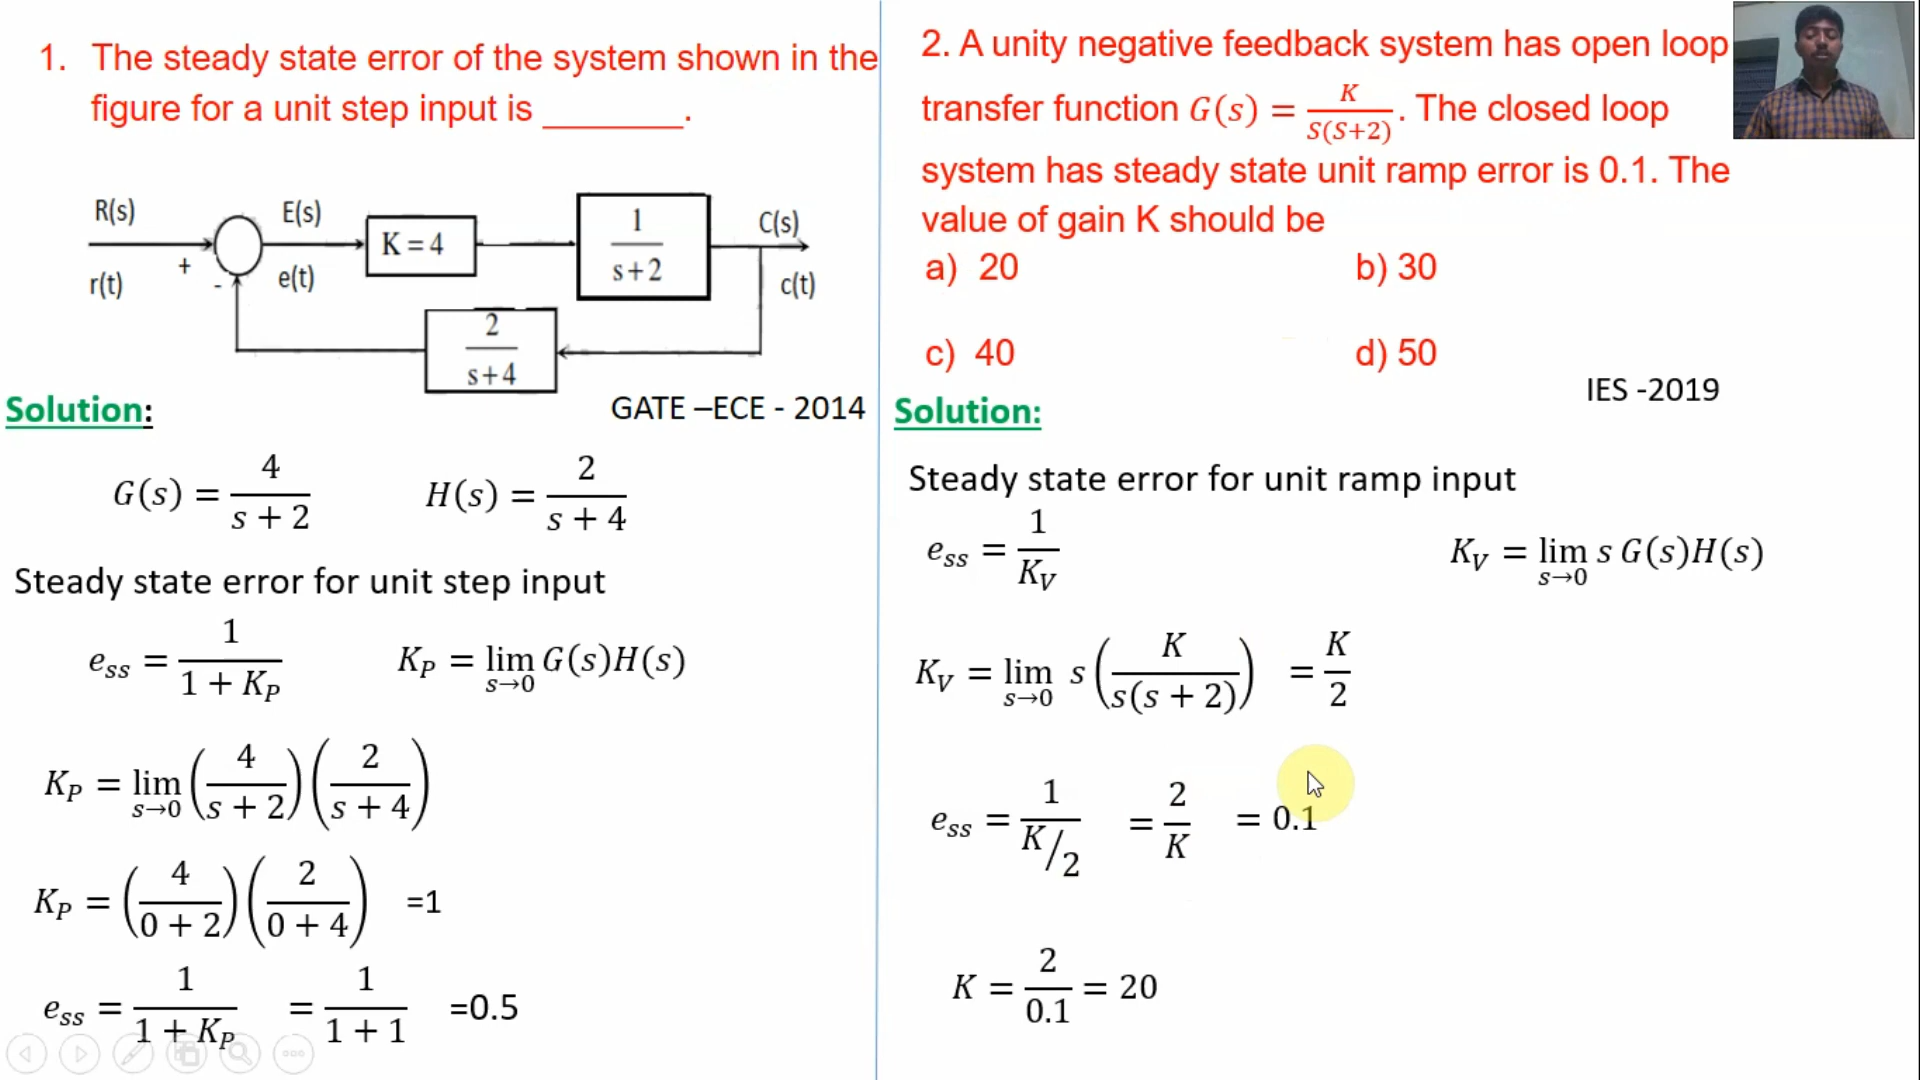 1. The steady state error of the system shown in the
figure for a unit step input is ________.
R(s)
E(s)
K = 4
1
s+2
C(s)
+
r(t)
-
e(t)
c(t)
2
s+4
Solution:
GATE –ECE - 2014
G(s) = 4/(s + 2) H(s) = 2/(s + 4)
Steady state error for unit step input
e_ss = 1/(1 + K_P) K_P = lim_{s→0} G(s)H(s)
K_P = lim_{s→0} (4/(s + 2)) (2/(s + 4))
K_P = (4/(0 + 2)) (2/(0 + 4)) =1
e_ss = 1/(1 + K_P) = 1/(1 + 1) =0.5
2. A unity negative feedback system has open loop
transfer function G(s) = K/(S(S+2)). The closed loop
system has steady state unit ramp error is 0.1. The
value of gain K should be
a) 20 b) 30
c) 40 d) 50
IES -2019
Solution:
Steady state error for unit ramp input
e_ss = 1/K_V K_V = lim_{s→0} s G(s)H(s)
K_V = lim_{s→0} s (K/(s(s + 2))) = K/2
e_ss = 1/(K/2) = 2/K = 0.1
K = 2/0.1 = 20